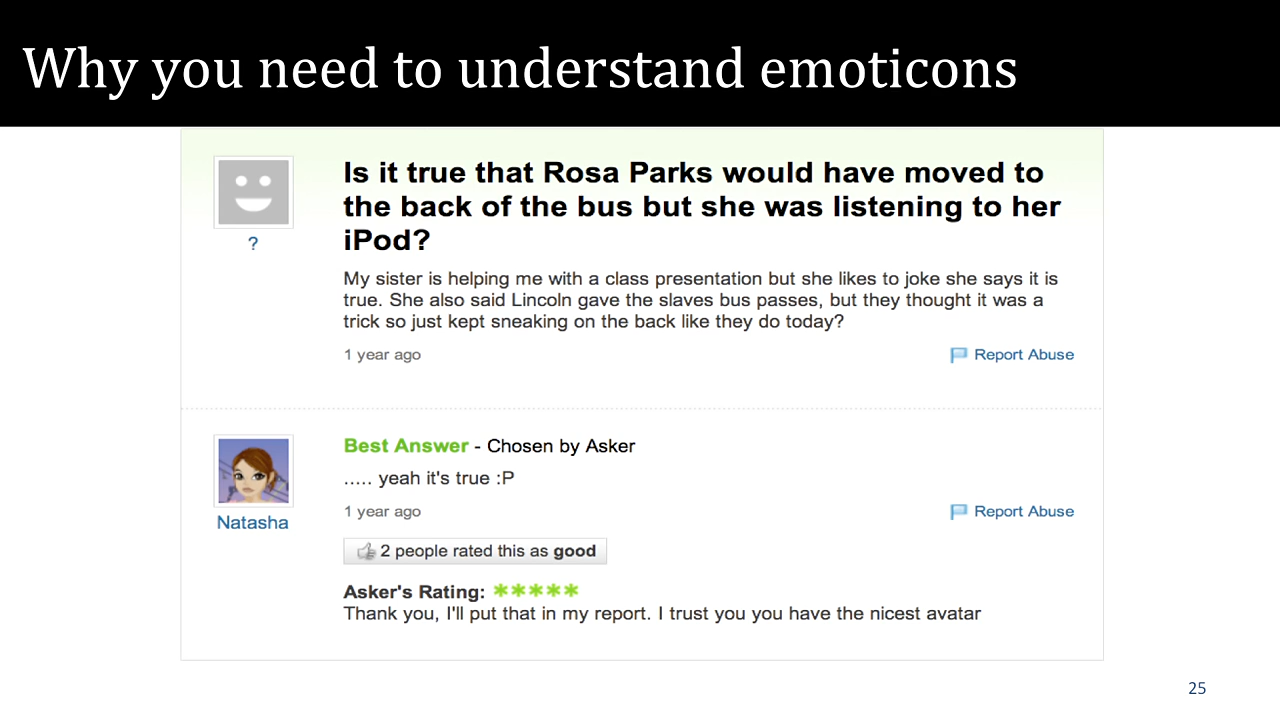 Why you need to understand emoticons
Is it true that Rosa Parks would have moved to
the back of the bus but she was listening to her
iPod?
?
My sister is helping me with a class presentation but she likes to joke she says it is
true. She also said Lincoln gave the slaves bus passes, but they thought it was a
trick so just kept sneaking on the back like they do today?
1 year ago
Report Abuse
Best Answer - Chosen by Asker
..... yeah it's true :P
Natasha
1 year ago
Report Abuse
2 people rated this as good
Asker's Rating: *****
Thank you, I'll put that in my report. I trust you you have the nicest avatar
25